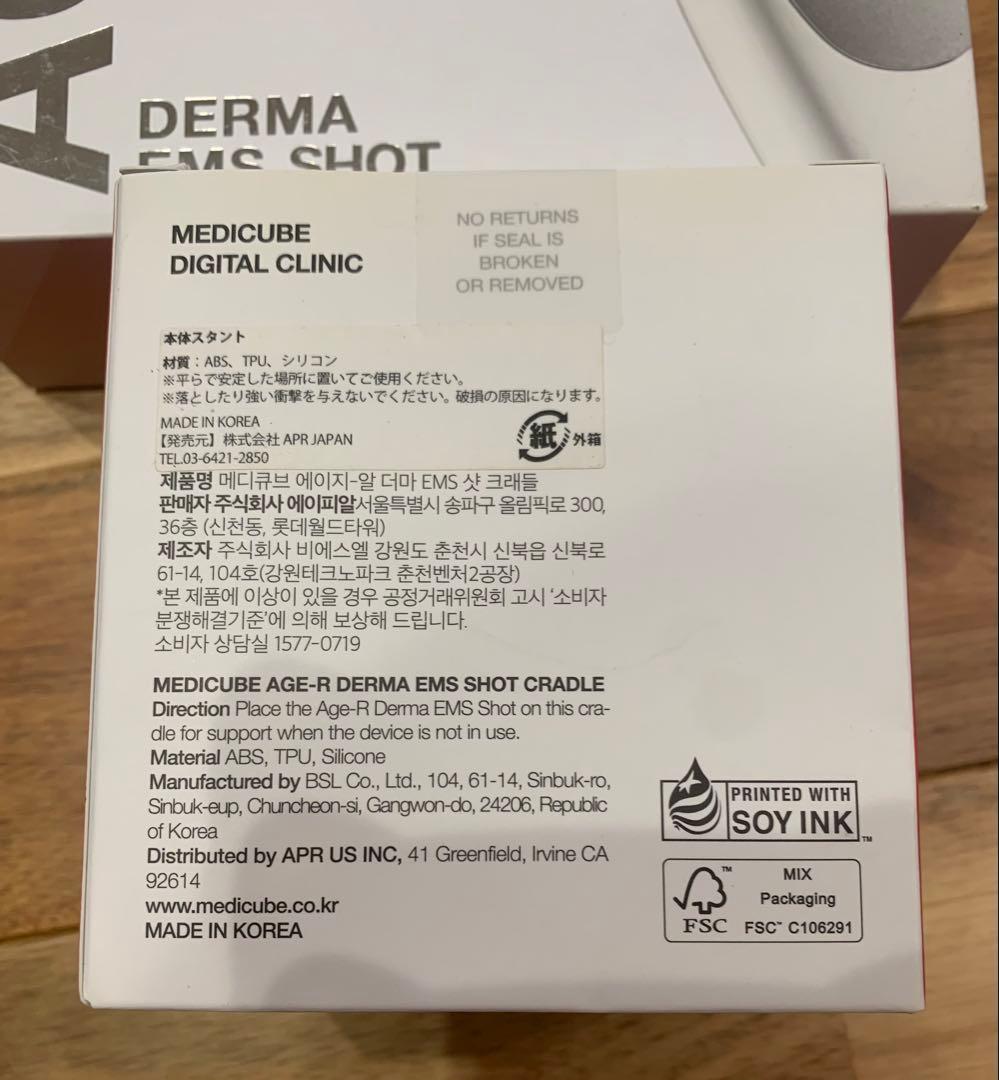 DERMA
EMS SHOT
MEDICUBE
DIGITAL CLINIC
NO RETURNS
IF SEAL IS
BROKEN
OR REMOVED
本体スタント
材質：ABS、TPU、シリコン
※平らで安定した場所に置いてご使用ください。
※落としたり強い衝撃を与えないでください。破損の原因になります。
MADE IN KOREA
【発売元】株式会社 APR JAPAN
TEL.03-6421-2850
紙 外箱
제품명 메디큐브 에이지-알 더마 EMS 샷 크래들
판매자 주식회사 에이피알서울특별시 송파구 올림픽로 300,
36층 (신천동, 롯데월드타워)
제조자 주식회사 비에스엘 강원도 춘천시 신북읍 신북로
61-14, 104호(강원테크노파크 춘천벤처2공장)
*본 제품에 이상이 있을 경우 공정거래위원회 고시 '소비자
분쟁해결기준'에 의해 보상해 드립니다.
소비자 상담실 1577-0719
MEDICUBE AGE-R DERMA EMS SHOT CRADLE
Direction Place the Age-R Derma EMS Shot on this cra-
dle for support when the device is not in use.
Material ABS, TPU, Silicone
Manufactured by BSL Co., Ltd., 104, 61-14, Sinbuk-ro,
Sinbuk-eup, Chuncheon-si, Gangwon-do, 24206, Republic
of Korea
Distributed by APR US INC, 41 Greenfield, Irvine CA
92614
www.medicube.co.kr
MADE IN KOREA
PRINTED WITH
SOY INK™
™
FSC
MIX
Packaging
FSC™ C106291